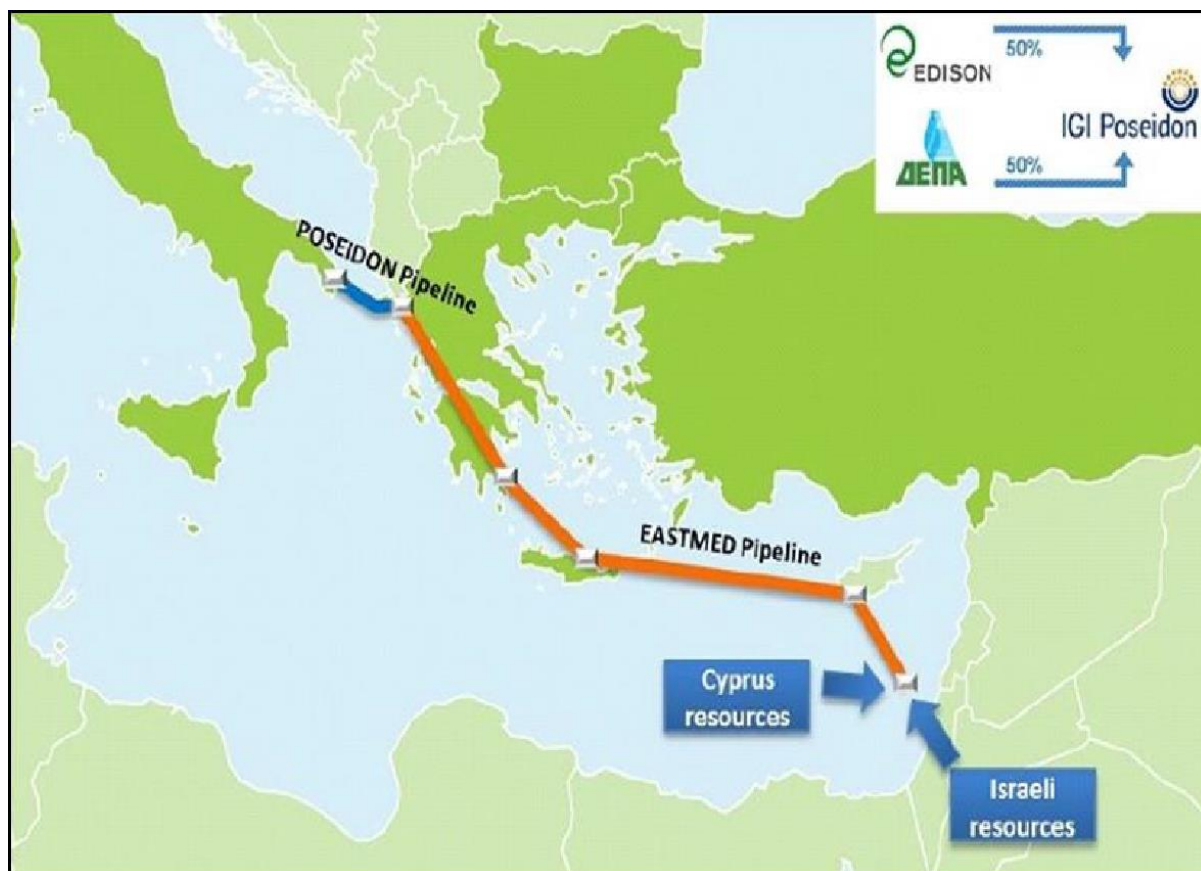 EDISON
50%
IGI Poseidon
ΔΕΠΑ
50%
POSEIDON Pipeline
EASTMED Pipeline
Cyprus
resources
Israeli
resources